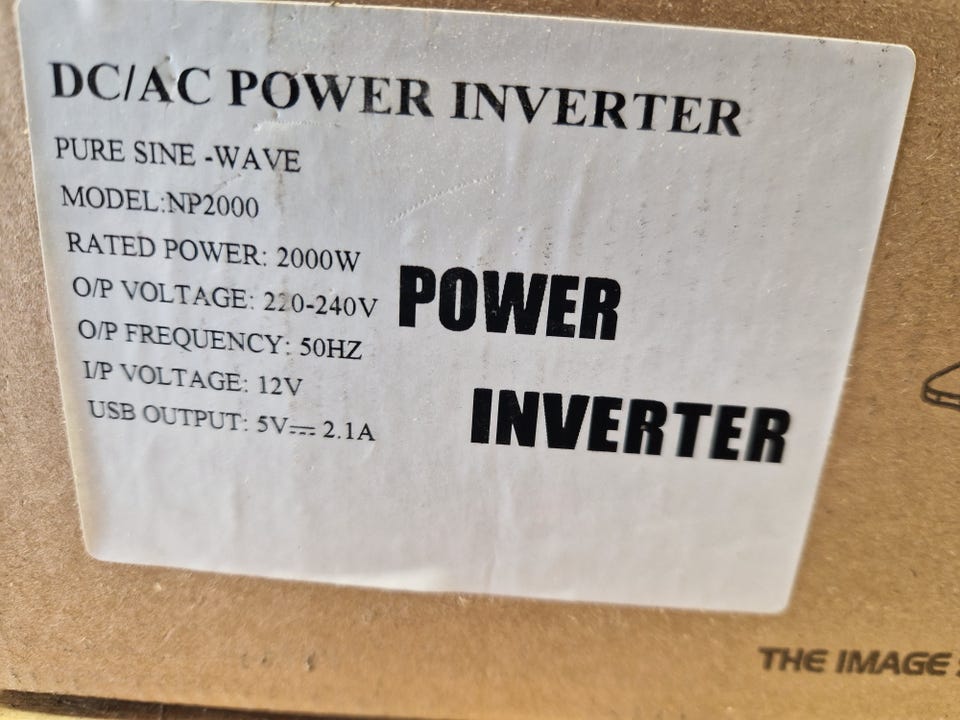 DC/AC POWER INVERTER
PURE SINE -WAVE
MODEL:NP2000
RATED POWER: 2000W
O/P VOLTAGE: 220-240V
O/P FREQUENCY: 50HZ
I/P VOLTAGE: 12V
USB OUTPUT: 5V⎓ 2.1A
POWER
INVERTER
THE IMAGE